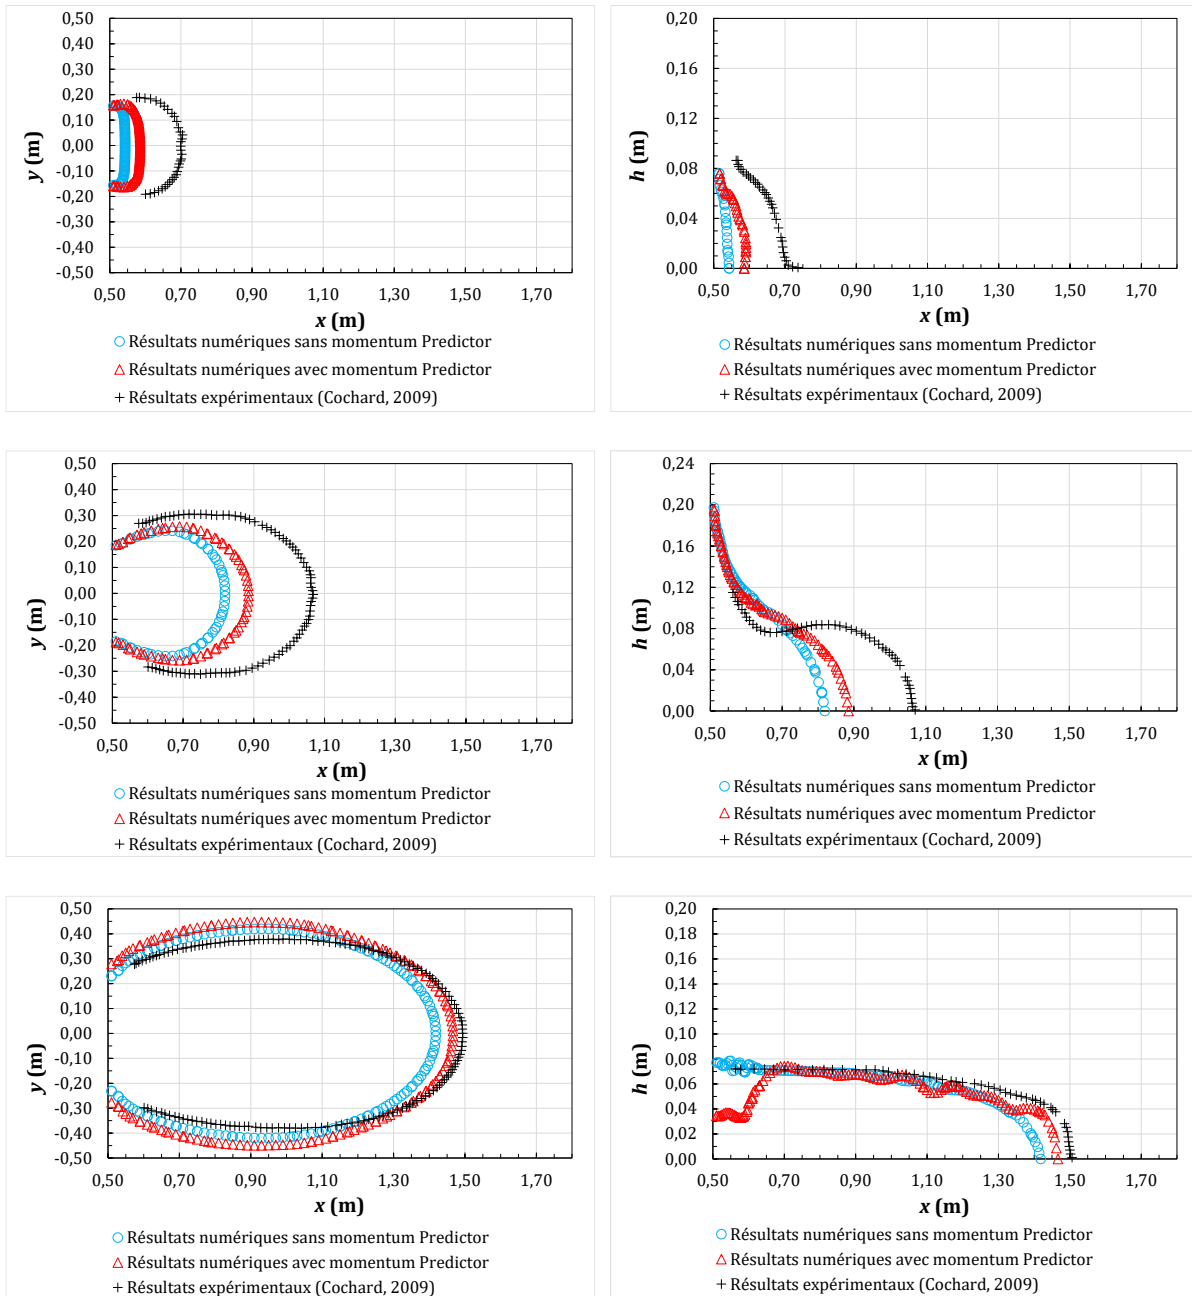 0,50
0,40
0,30
0,20
0,10
0,00
-0,10
-0,20
-0,30
-0,40
-0,50
y (m)
0,50 0,70 0,90 1,10 1,30 1,50 1,70
x (m)
Résultats numériques sans momentum Predictor
Résultats numériques avec momentum Predictor
Résultats expérimentaux (Cochard, 2009)
0,20
0,16
0,12
0,08
0,04
0,00
h (m)
0,50 0,70 0,90 1,10 1,30 1,50 1,70
x (m)
Résultats numériques sans momentum Predictor
Résultats numériques avec momentum Predictor
Résultats expérimentaux (Cochard, 2009)
0,50
0,40
0,30
0,20
0,10
0,00
-0,10
-0,20
-0,30
-0,40
-0,50
y (m)
0,50 0,70 0,90 1,10 1,30 1,50 1,70
x (m)
Résultats numériques sans momentum Predictor
Résultats numériques avec momentum Predictor
Résultats expérimentaux (Cochard, 2009)
0,24
0,20
0,16
0,12
0,08
0,04
0,00
h (m)
0,50 0,70 0,90 1,10 1,30 1,50 1,70
x (m)
Résultats numériques sans momentum Predictor
Résultats numériques avec momentum Predictor
Résultats expérimentaux (Cochard, 2009)
0,50
0,40
0,30
0,20
0,10
0,00
-0,10
-0,20
-0,30
-0,40
-0,50
y (m)
0,50 0,70 0,90 1,10 1,30 1,50 1,70
x (m)
Résultats numériques sans momentum Predictor
Résultats numériques avec momentum Predictor
Résultats expérimentaux (Cochard, 2009)
0,20
0,18
0,16
0,14
0,12
0,10
0,08
0,06
0,04
0,02
0,00
h (m)
0,50 0,70 0,90 1,10 1,30 1,50 1,70
x (m)
Résultats numériques sans momentum Predictor
Résultats numériques avec momentum Predictor
Résultats expérimentaux (Cochard, 2009)